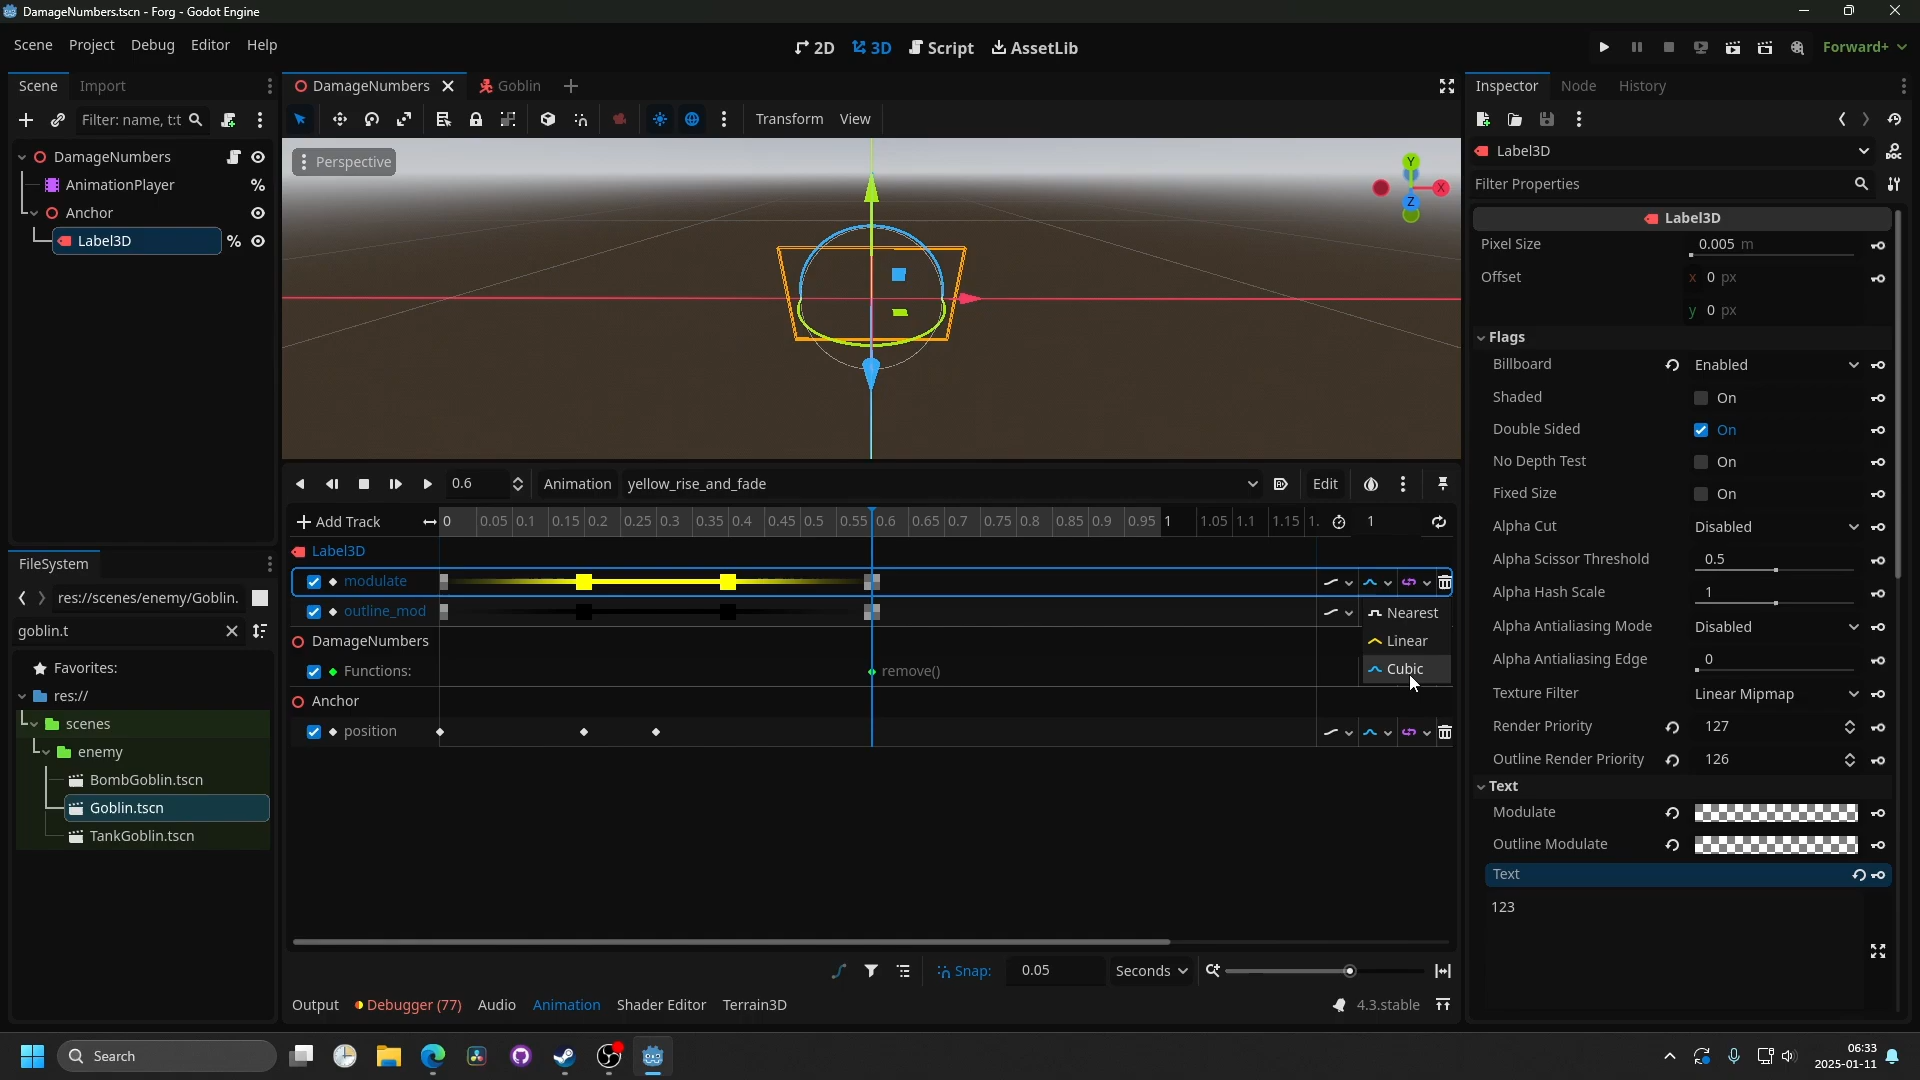 DamageNumbers.tscn - Forg - Godot Engine
Scene Project Debug Editor Help
2D 3D Script AssetLib
Forward+
Scene Import
DamageNumbers Goblin
Inspector Node History
Filter: name, t:t
Transform View
DamageNumbers
AnimationPlayer
Anchor
Label3D
Perspective
Y
X
Z
Label3D
Filter Properties
Label3D
Pixel Size 0.005 m
Offset x 0 px
y 0 px
Flags
Billboard Enabled
Shaded On
Double Sided On
No Depth Test On
Fixed Size On
Alpha Cut Disabled
Alpha Scissor Threshold 0.5
Alpha Hash Scale 1
Alpha Antialiasing Mode Disabled
Alpha Antialiasing Edge 0
Texture Filter Linear Mipmap
Render Priority 127
Outline Render Priority 126
Text
Modulate
Outline Modulate
Text
123
0.6 Animation yellow_rise_and_fade Edit
Add Track 0 0.05 0.1 0.15 0.2 0.25 0.3 0.35 0.4 0.45 0.5 0.55 0.6 0.65 0.7 0.75 0.8 0.85 0.9 0.95 1 1.05 1.1 1.15 1. 1
Label3D
modulate
outline_mod
DamageNumbers
Functions: remove()
Anchor
position
Nearest
Linear
Cubic
FileSystem
res://scenes/enemy/Goblin.
goblin.t
Favorites:
res://
scenes
enemy
BombGoblin.tscn
Goblin.tscn
TankGoblin.tscn
Snap: 0.05 Seconds
Output Debugger (77) Audio Animation Shader Editor Terrain3D 4.3.stable
Search
06:33
2025-01-11